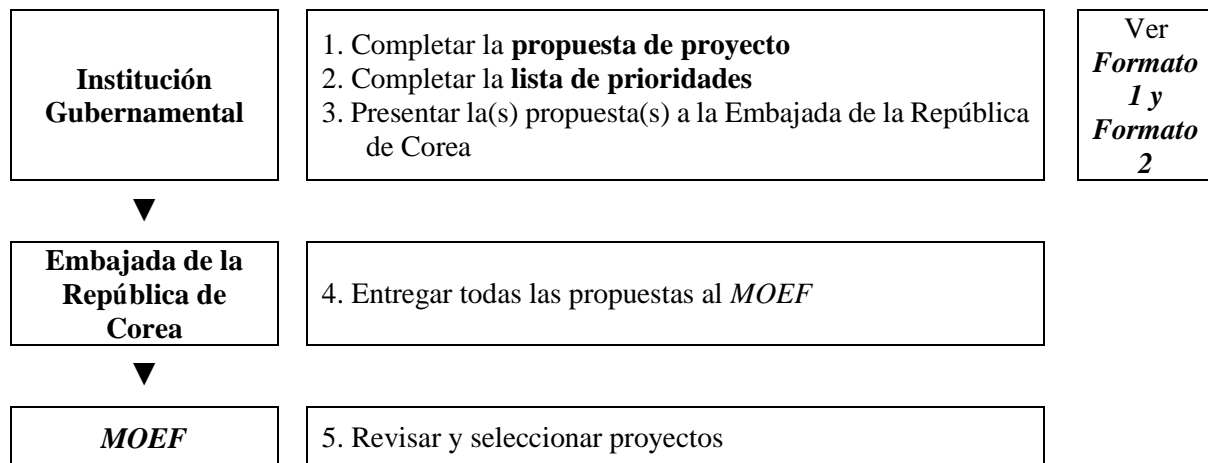 Institución
Gubernamental
1. Completar la propuesta de proyecto
2. Completar la lista de prioridades
3. Presentar la(s) propuesta(s) a la Embajada de la República
de Corea
Ver
Formato
1 y
Formato
2
Embajada de la
República de
Corea
4. Entregar todas las propuestas al MOEF
MOEF
5. Revisar y seleccionar proyectos